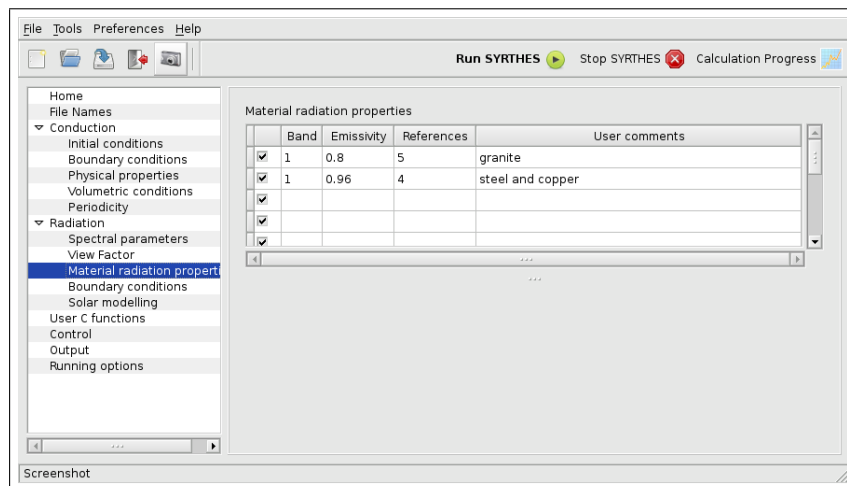 File Tools Preferences Help
Run SYRTHES Stop SYRTHES Calculation Progress
Home
File Names
Conduction
Initial conditions
Boundary conditions
Physical properties
Volumetric conditions
Periodicity
Radiation
Spectral parameters
View Factor
Material radiation properti
Boundary conditions
Solar modelling
User C functions
Control
Output
Running options
Material radiation properties
Band Emissivity References User comments
1 0.8 5 granite
1 0.96 4 steel and copper
Screenshot